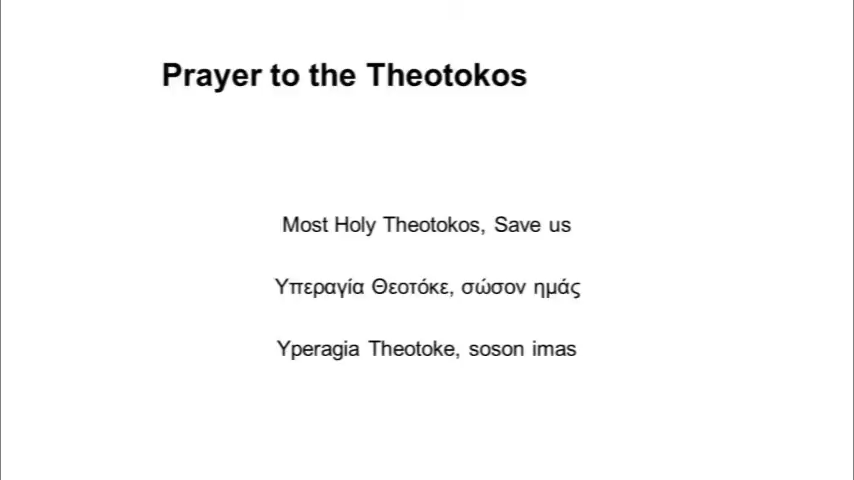 Prayer to the Theotokos
Most Holy Theotokos, Save us
Υπεραγία Θεοτόκε, σώσον ημάς
Yperagia Theotoke, soson imas